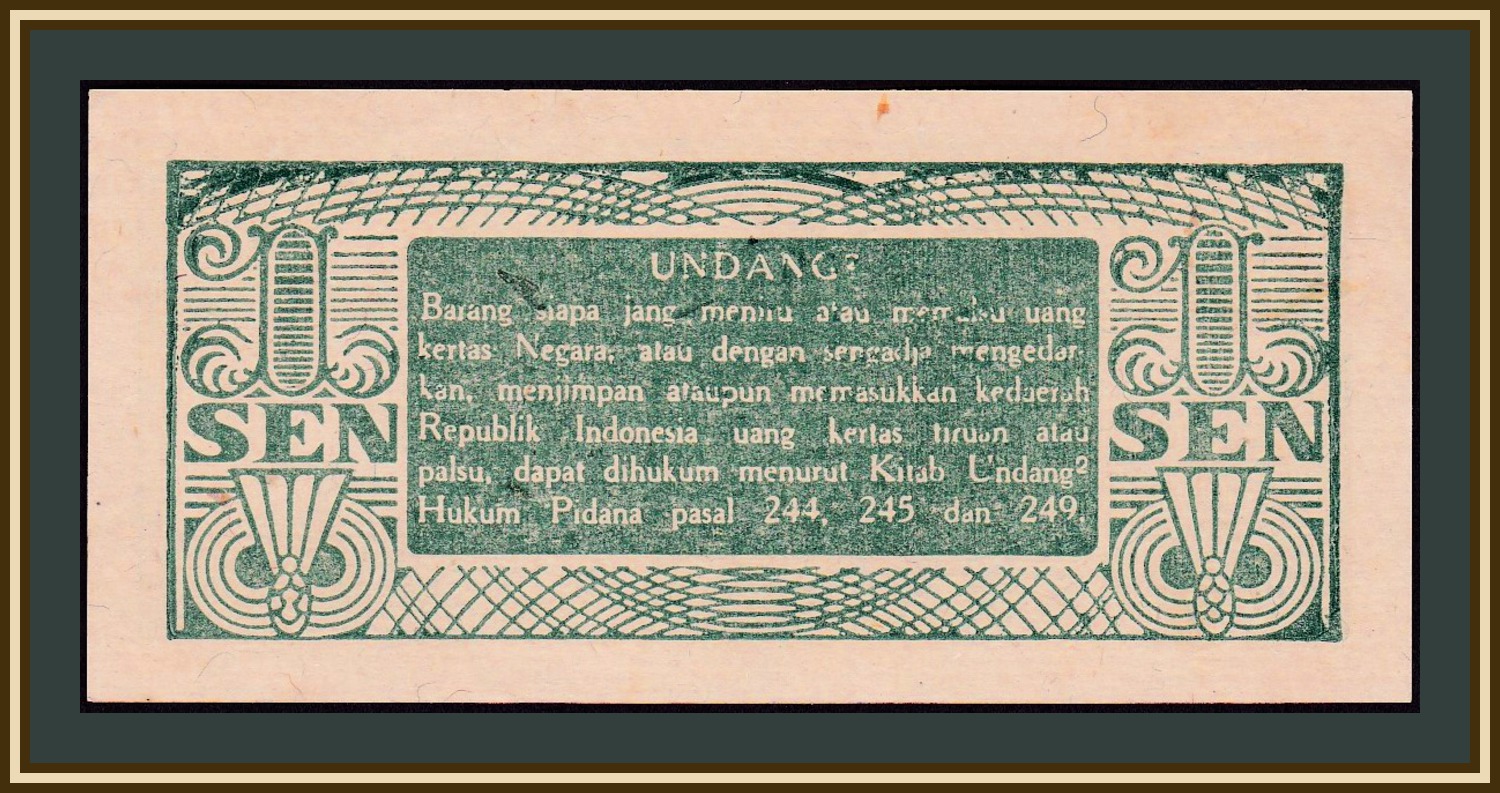 UNDANG²
1
Barang siapa jang meniru atau memalsu uang
kertas Negara, atau dengan sengadja mengedar-
kan, menjimpan ataupun memasukkan kedaerah
Republik Indonesia uang kertas tiruan atau
palsu, dapat dihukum menurut Kitab Undang²
Hukum Pidana pasal 244, 245 dan 249.
SEN
1
SEN